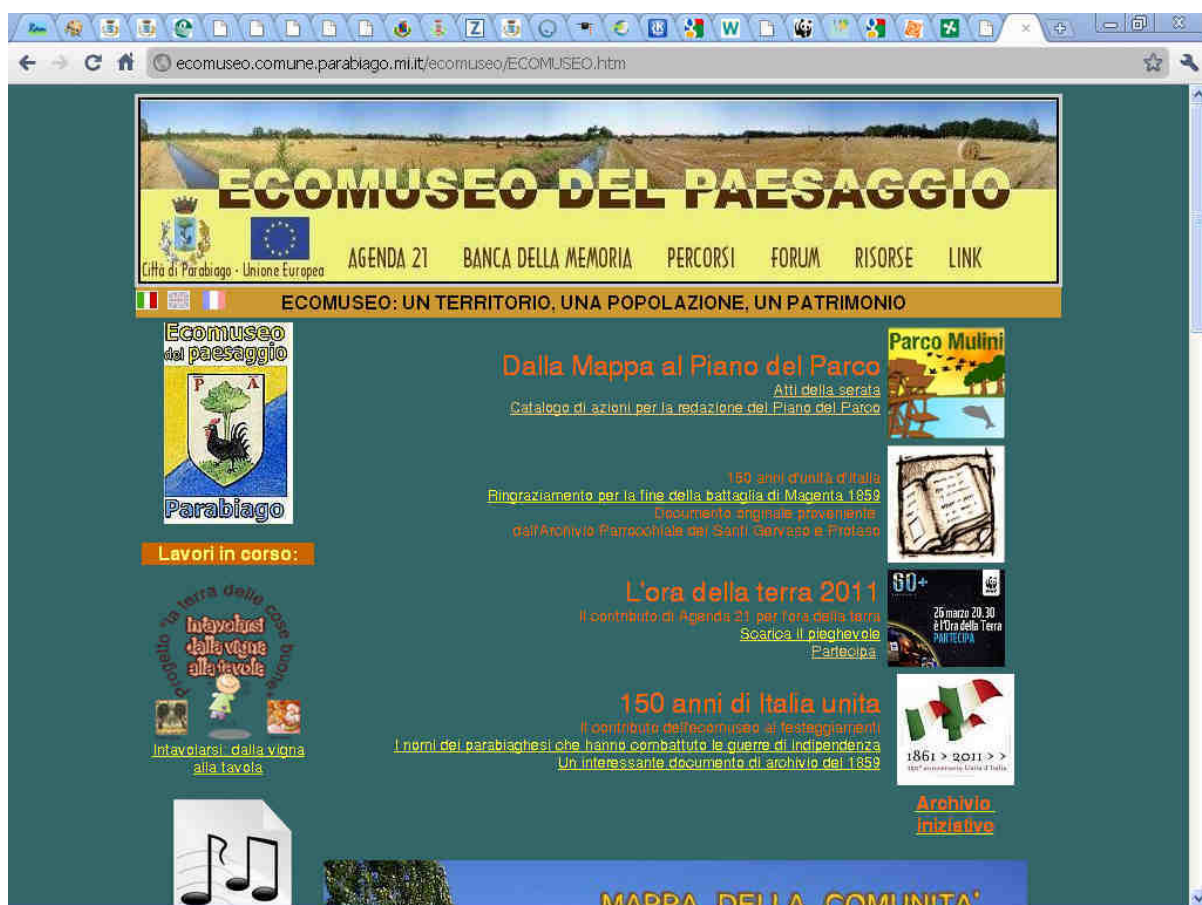 ecomuseo.comune.parabiago.mi.it/ecomuseo/ECOMUSEO.htm
ECOMUSEO DEL PAESAGGIO
Città di Parabiago - Unione Europea
AGENDA 21 BANCA DELLA MEMORIA PERCORSI FORUM RISORSE LINK
ECOMUSEO: UN TERRITORIO, UNA POPOLAZIONE, UN PATRIMONIO
Ecomuseo
del paesaggio
P A
Parabiago
Lavori in corso:
Progetto "la terra delle cose buone"
Intavolarsi
dalla vigna
alla tavola
Intavolarsi: dalla vigna
alla tavola
Dalla Mappa al Piano del Parco
Atti della serata
Catalogo di azioni per la redazione del Piano del Parco
Parco Mulini
150 anni d'unità d'Italia
Ringraziamento per la fine della battaglia di Magenta 1859
Documento originale proveniente
dall'Archivio Parrocchiale dei Santi Gervaso e Protaso
L'ora della terra 2011
Il contributo di Agenda 21 per l'ora della terra
Scarica il pieghevole
Partecipa
60+
26 marzo 20.30
è l'Ora della Terra
PARTECIPA
150 anni di Italia unita
Il contributo dell'ecomuseo ai festeggiamenti
I nomi dei parabiaghesi che hanno combattuto le guerre di indipendenza
Un interessante documento di archivio del 1859
1861 > 2011 > >
150° anniversario Unità d'Italia
Archivio
iniziative
MAPPA DELLA COMUNITA'